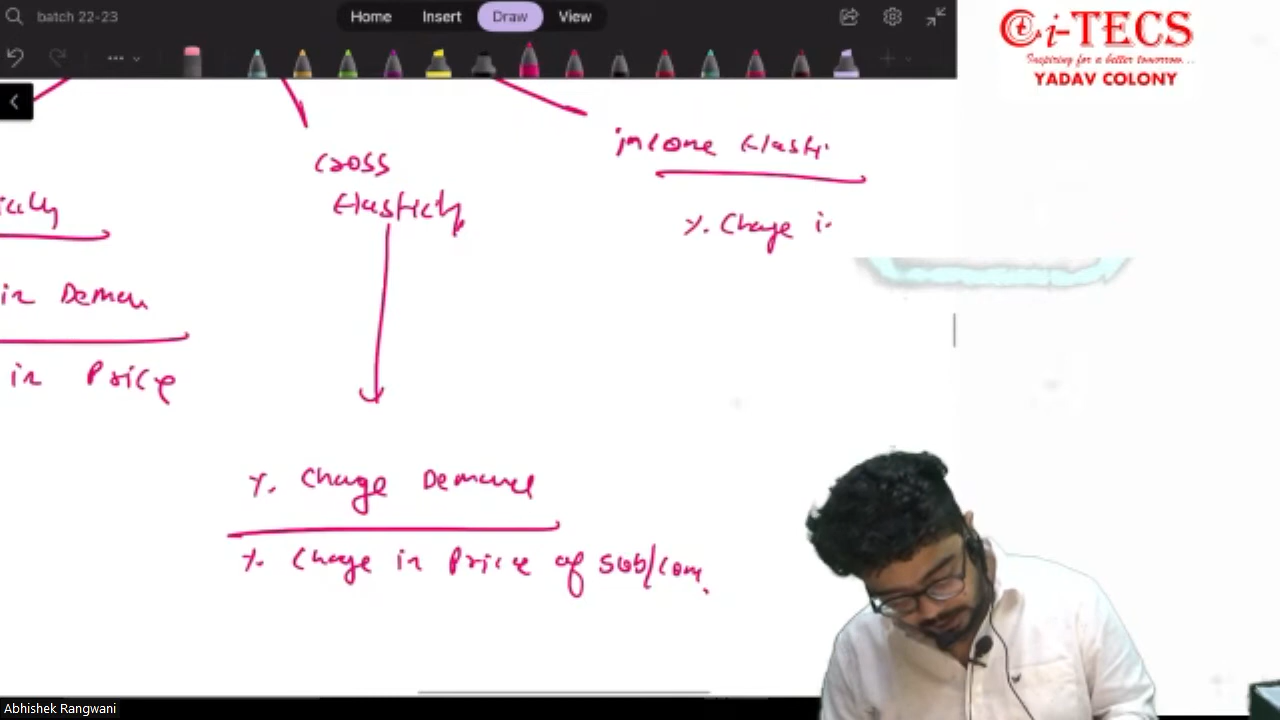 batch 22-23
Home Insert Draw View
i-TECS
Inspiring for a better tomorrow...
YADAV COLONY
income Elasti.
Cross
Elasticity
% Change i.
in Deman
in Price
% Change Demand
% Change in Price of Sub/com.
Abhishek Rangwani